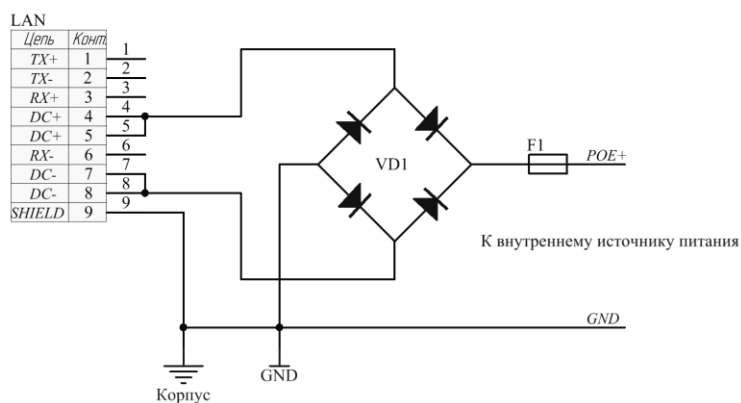 LAN
Цепь Конт.
TX+ 1 1
TX- 2 2
RX+ 3 3
DC+ 4 4
DC+ 5 5
RX- 6 6
DC- 7 7
DC- 8 8
SHIELD 9 9
VD1
F1
POE+
К внутреннему источнику питания
GND
GND
Корпус